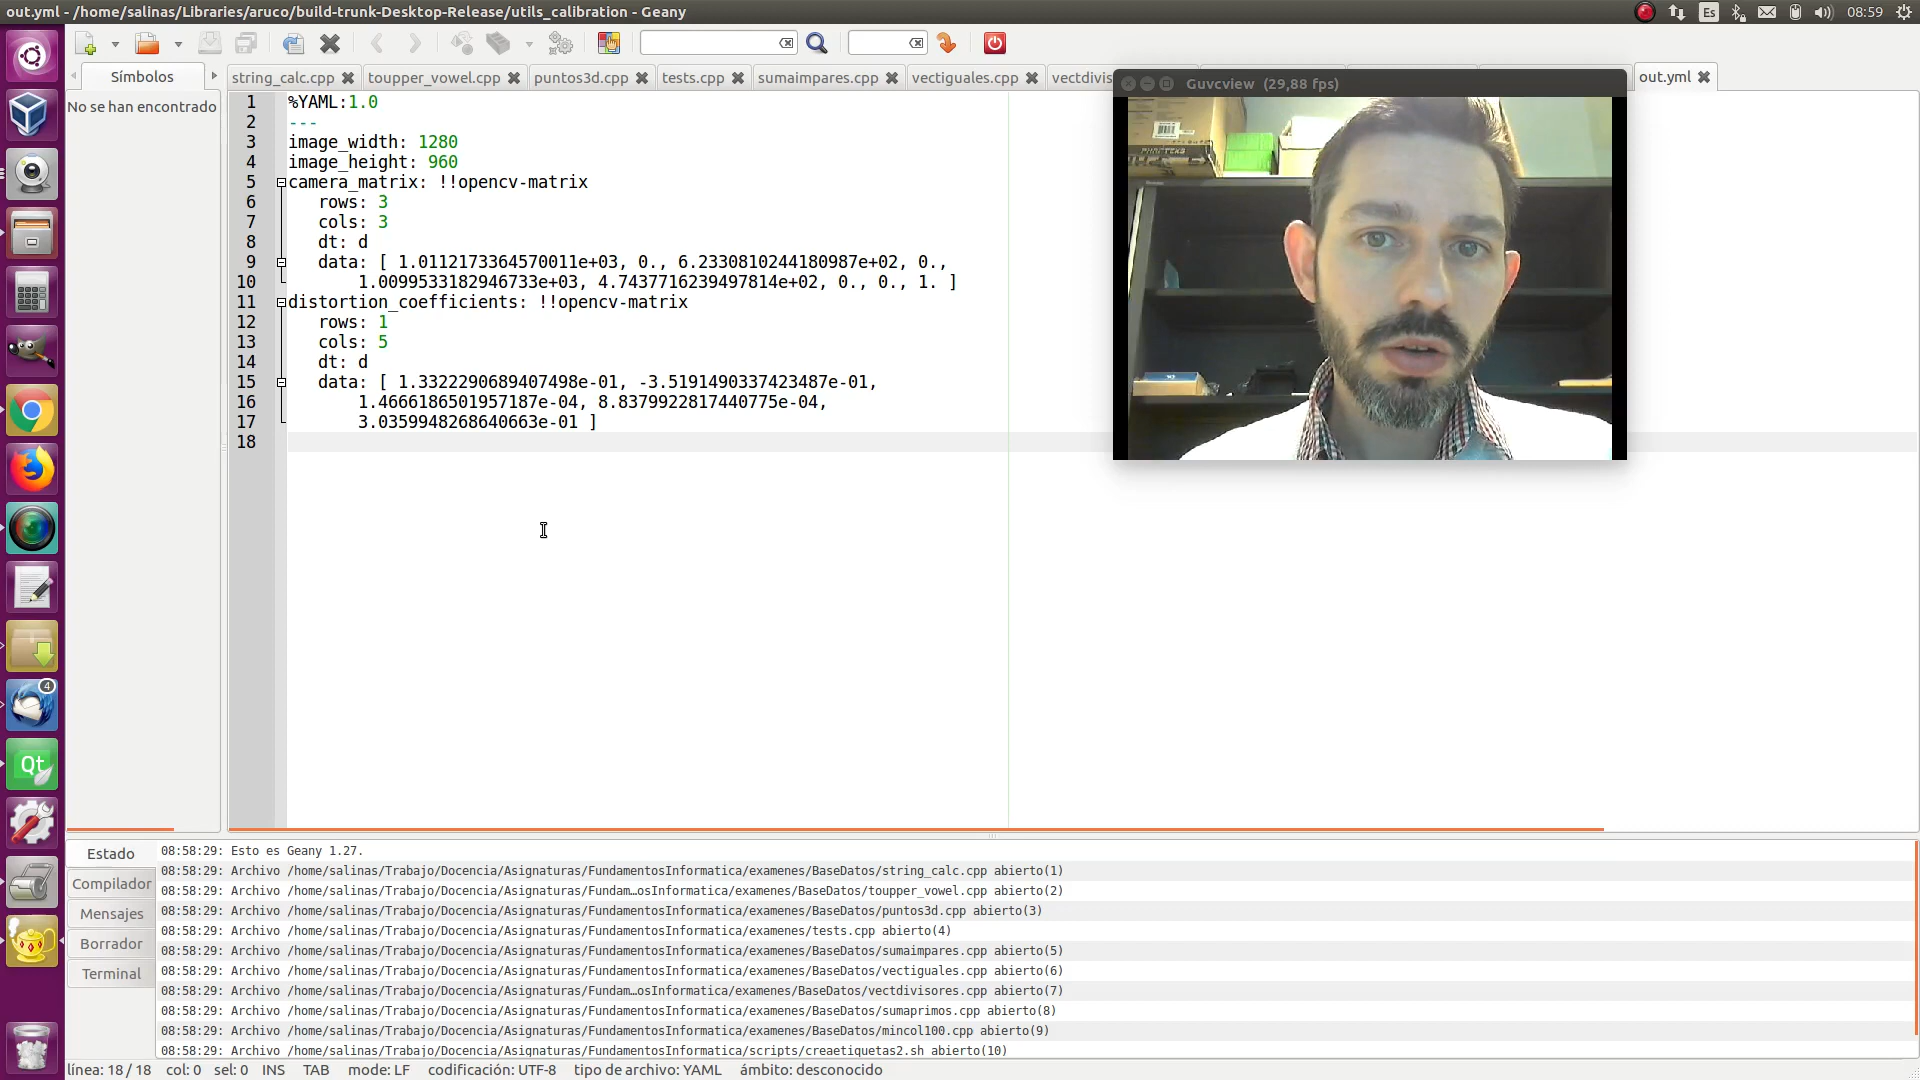 out.yml - /home/salinas/Libraries/aruco/build-trunk-Desktop-Release/utils_calibration - Geany
Es
08:59
Símbolos
string_calc.cpp
toupper_vowel.cpp
puntos3d.cpp
tests.cpp
sumaimpares.cpp
vectiguales.cpp
vectdivis
out.yml
No se han encontrado
Guvcview (29,88 fps)
1 %YAML:1.0
2 ---
3 image_width: 1280
4 image_height: 960
5 camera_matrix: !!opencv-matrix
6 rows: 3
7 cols: 3
8 dt: d
9 data: [ 1.0112173364570011e+03, 0., 6.2330810244180987e+02, 0.,
10 1.0099533182946733e+03, 4.7437716239497814e+02, 0., 0., 1. ]
11 distortion_coefficients: !!opencv-matrix
12 rows: 1
13 cols: 5
14 dt: d
15 data: [ 1.3322290689407498e-01, -3.5191490337423487e-01,
16 1.4666186501957187e-04, 8.8379922817440775e-04,
17 3.0359948268640663e-01 ]
18
4
Qt
Estado
Compilador
Mensajes
Borrador
Terminal
08:58:29: Esto es Geany 1.27.
08:58:29: Archivo /home/salinas/Trabajo/Docencia/Asignaturas/FundamentosInformatica/examenes/BaseDatos/string_calc.cpp abierto(1)
08:58:29: Archivo /home/salinas/Trabajo/Docencia/Asignaturas/Fundam…osInformatica/examenes/BaseDatos/toupper_vowel.cpp abierto(2)
08:58:29: Archivo /home/salinas/Trabajo/Docencia/Asignaturas/FundamentosInformatica/examenes/BaseDatos/puntos3d.cpp abierto(3)
08:58:29: Archivo /home/salinas/Trabajo/Docencia/Asignaturas/FundamentosInformatica/examenes/tests.cpp abierto(4)
08:58:29: Archivo /home/salinas/Trabajo/Docencia/Asignaturas/FundamentosInformatica/examenes/BaseDatos/sumaimpares.cpp abierto(5)
08:58:29: Archivo /home/salinas/Trabajo/Docencia/Asignaturas/FundamentosInformatica/examenes/BaseDatos/vectiguales.cpp abierto(6)
08:58:29: Archivo /home/salinas/Trabajo/Docencia/Asignaturas/Fundam…osInformatica/examenes/BaseDatos/vectdivisores.cpp abierto(7)
08:58:29: Archivo /home/salinas/Trabajo/Docencia/Asignaturas/FundamentosInformatica/examenes/BaseDatos/sumaprimos.cpp abierto(8)
08:58:29: Archivo /home/salinas/Trabajo/Docencia/Asignaturas/FundamentosInformatica/examenes/BaseDatos/mincol100.cpp abierto(9)
08:58:29: Archivo /home/salinas/Trabajo/Docencia/Asignaturas/FundamentosInformatica/scripts/creaetiquetas2.sh abierto(10)
línea: 18 / 18 col: 0 sel: 0 INS TAB mode: LF codificación: UTF-8 tipo de archivo: YAML ámbito: desconocido